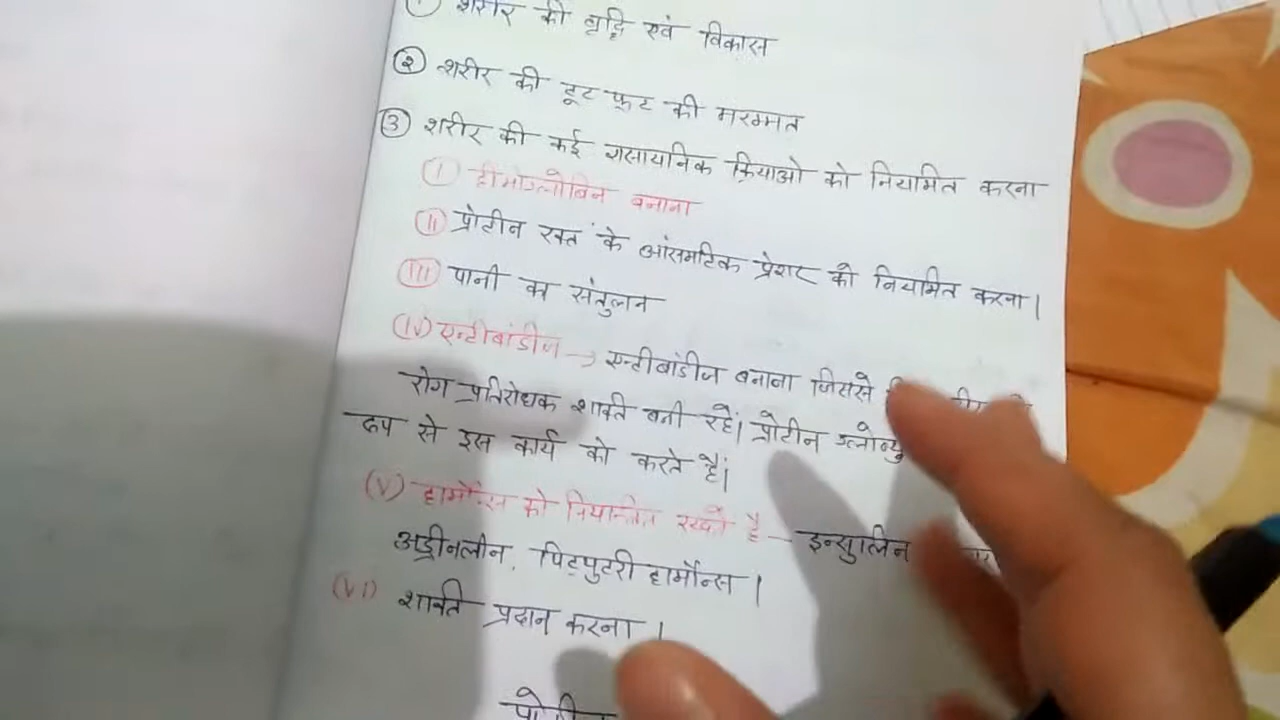 ① शरीर की वृद्धि एवं विकास
② शरीर की टूट फूट की मरम्मत
③ शरीर की कई रासायनिक क्रियाओ को नियमित करना
(I) हीमोग्लोबिन बनाना
(II) प्रोटीन रक्त के आंसमटिक प्रेशर को नियमित करना।
(III) पानी का संतुलन
(IV) एन्टीबांडीज → एन्टीबांडीज बनाना जिससे
रोग प्रतिरोधक शक्ति बनी रहें। प्रोटीन
रूप से इस कार्य को करते हैं।
(V) हार्मोन्स को नियन्त्रित रखते है - इन्सुलिन
अड्रीनलीन, पिट्पुटरी हार्मोन्स।
(VI) शक्ति प्रदान करना।